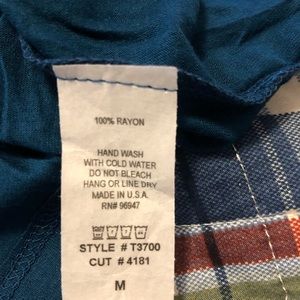 100% RAYON
HAND WASH
WITH COLD WATER
DO NOT BLEACH
HANG OR LINE DRY
MADE IN U.S.A.
RN# 96947
STYLE # T3700
CUT # 4181
M